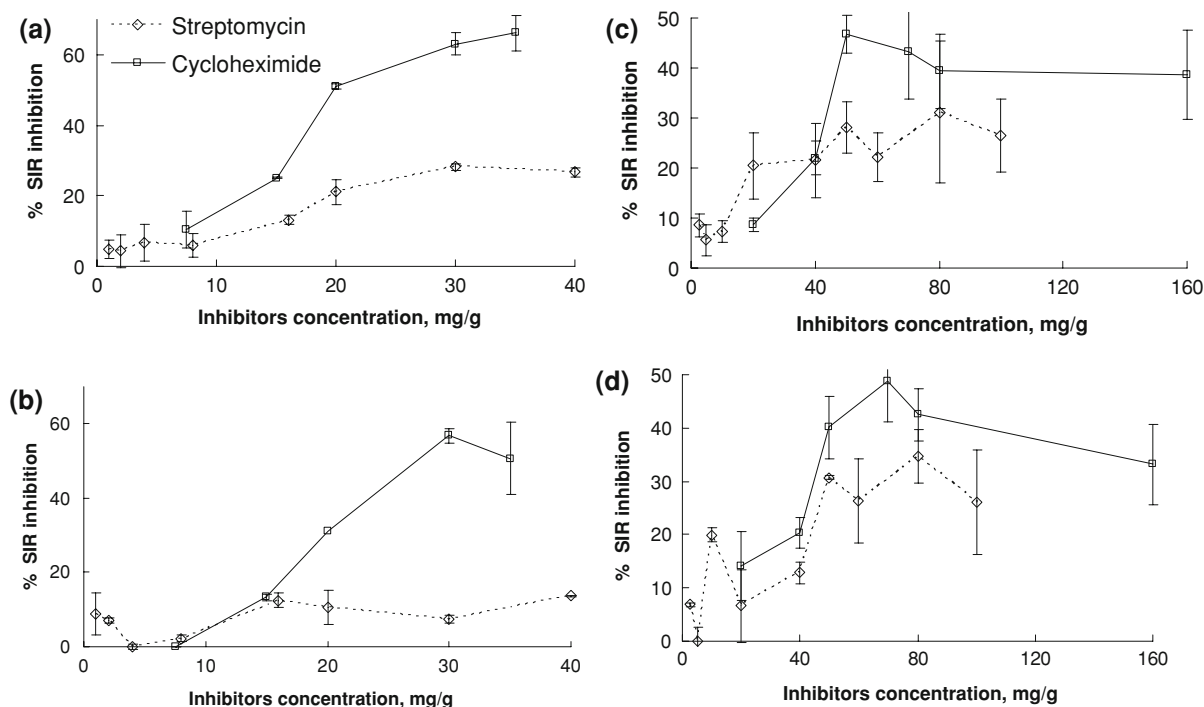 (a)
Streptomycin
Cycloheximide
% SIR inhibition
60
40
20
0
0 10 20 30 40
Inhibitors concentration, mg/g
(c)
% SIR inhibition
50
40
30
20
10
0
0 40 80 120 160
Inhibitors concentration, mg/g
(b)
% SIR inhibition
60
40
20
0
0 10 20 30 40
Inhibitors concentration, mg/g
(d)
% SIR inhibition
50
40
30
20
10
0
0 40 80 120 160
Inhibitors concentration, mg/g